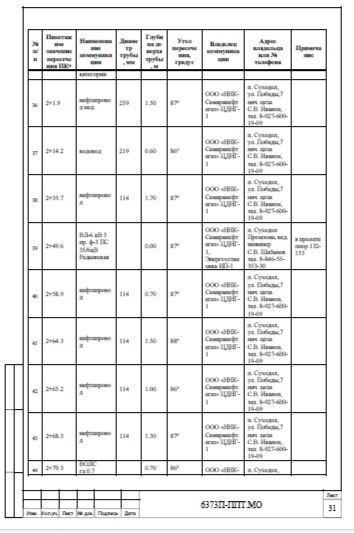 № п/п
Пикетажное значение пересечения ПК+
Наименование коммуникации
Диаметр трубы, мм
Глубина до верха трубы, м
Угол пересечения, градус
Владелец коммуникации
Адрес владельца или № телефона
Примечание
категории
36 2+1.9 нефтепровод 259 1.50 87°
ООО «ННК-Самаранефтегаз» ЦДНГ-1
п. Суходол, ул. Победы,7 нач. цеха С.В. Иванов, тел. 8-927-600-19-09
37 2+14.2 водовод 219 0.60 86°
ООО «ННК-Самаранефтегаз» ЦДНГ-1
п. Суходол, ул. Победы,7 нач. цеха С.В. Иванов, тел. 8-927-600-19-09
38 2+33.7 нефтепровод 114 1.70 87°
ООО «ННК-Самаранефтегаз» ЦДНГ-1
п. Суходол, ул. Победы,7 нач. цеха С.В. Иванов, тел. 8-927-600-19-09
39 2+49.6 ВЛ-6 кВ 3 пр. ф-3 ПС 35/6кВ Радаевская 0.00 87°
ООО «ННК-Самаранефтегаз» ЦДНГ-1,
п. Суходол
инженер
тел. 8-846-55-353-30
в пролете опор 132-133
40 2+58.9 нефтепровод 114 0.70 87°
ООО «ННК-Самаранефтегаз» ЦДНГ-1
п. Суходол, ул. Победы,7 нач. цеха С.В. Иванов, тел. 8-927-600-19-09
41 2+64.3 нефтепровод 114 1.50 88°
ООО «ННК-Самаранефтегаз» ЦДНГ-1
п. Суходол, ул. Победы,7 нач. цеха С.В. Иванов, тел. 8-927-600-19-09
42 2+65.2 нефтепровод 114 1.00 86°
ООО «ННК-Самаранефтегаз» ЦДНГ-1
п. Суходол, ул. Победы,7 нач. цеха С.В. Иванов, тел. 8-927-600-19-09
43 2+68.3 нефтепровод 114 1.30 87°
ООО «ННК-Самаранефтегаз» ЦДНГ-1
п. Суходол, ул. Победы,7 нач. цеха С.В. Иванов, тел. 8-927-600-19-09
44 2+79.3 ВОЛС гл.0.7 0.70 86° ООО «ННК- п. Суходол,
Изм. Кол.уч. Лист № док. Подпись Дата
6373П-ППТ.МО
Лист
31